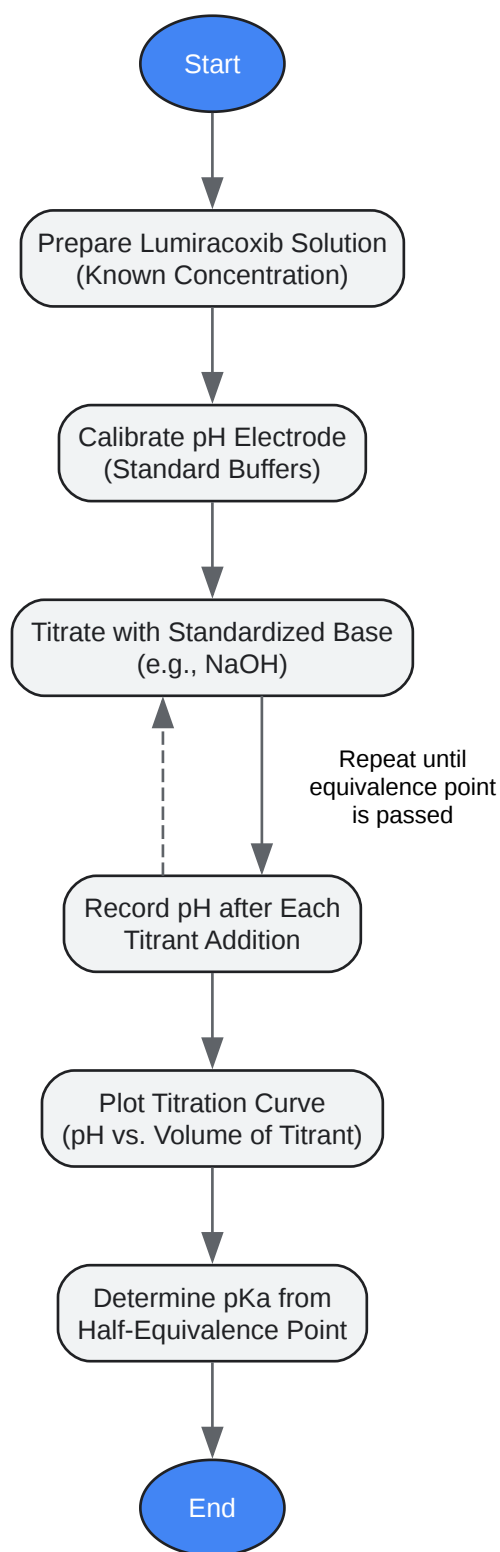 Start
Prepare Lumiracoxib Solution
(Known Concentration)
Calibrate pH Electrode
(Standard Buffers)
Titrate with Standardized Base
(e.g., NaOH)
Repeat until
equivalence point
is passed
Record pH after Each
Titrant Addition
Plot Titration Curve
(pH vs. Volume of Titrant)
Determine pKa from
Half-Equivalence Point
End